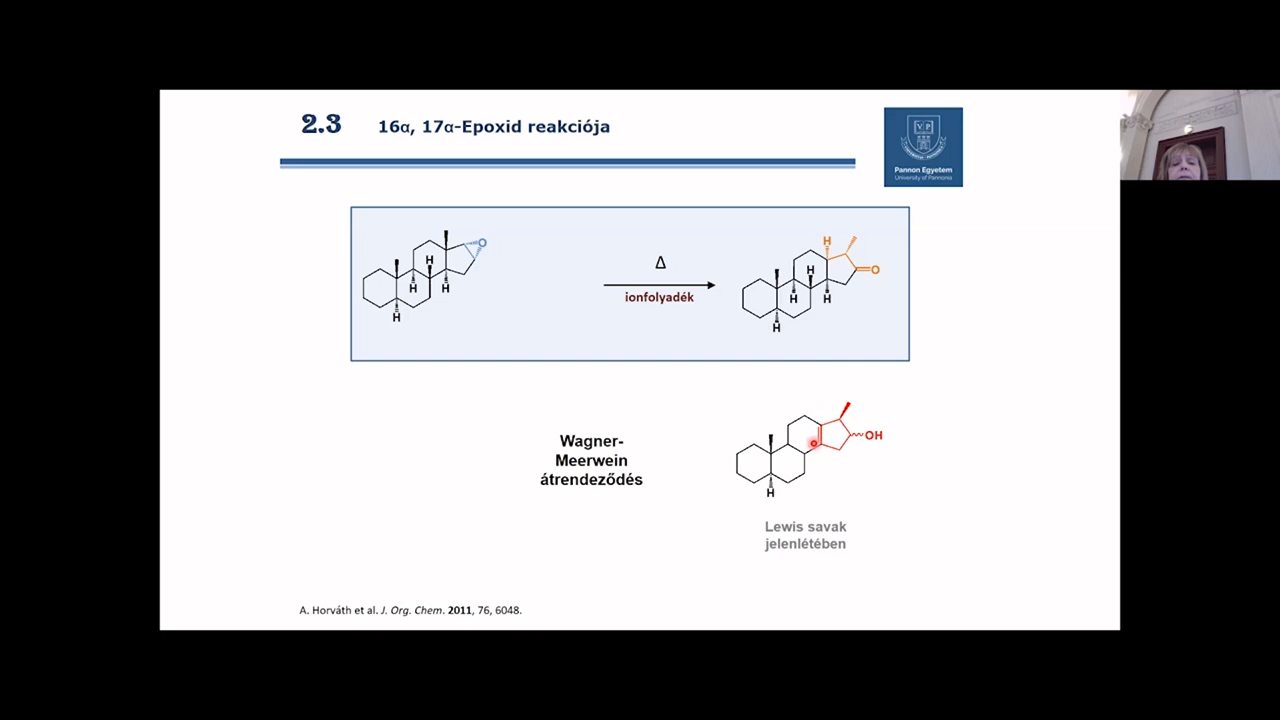 2.3
16α, 17α-Epoxid reakciója
VP
Pannon Egyetem
University of Pannonia
O
H
H
H
H
Δ
ionfolyadék
H
O
H
H
H
H
Wagner-
Meerwein
átrendeződés
OH
H
Lewis savak
jelenlétében
A. Horváth et al. J. Org. Chem. 2011, 76, 6048.